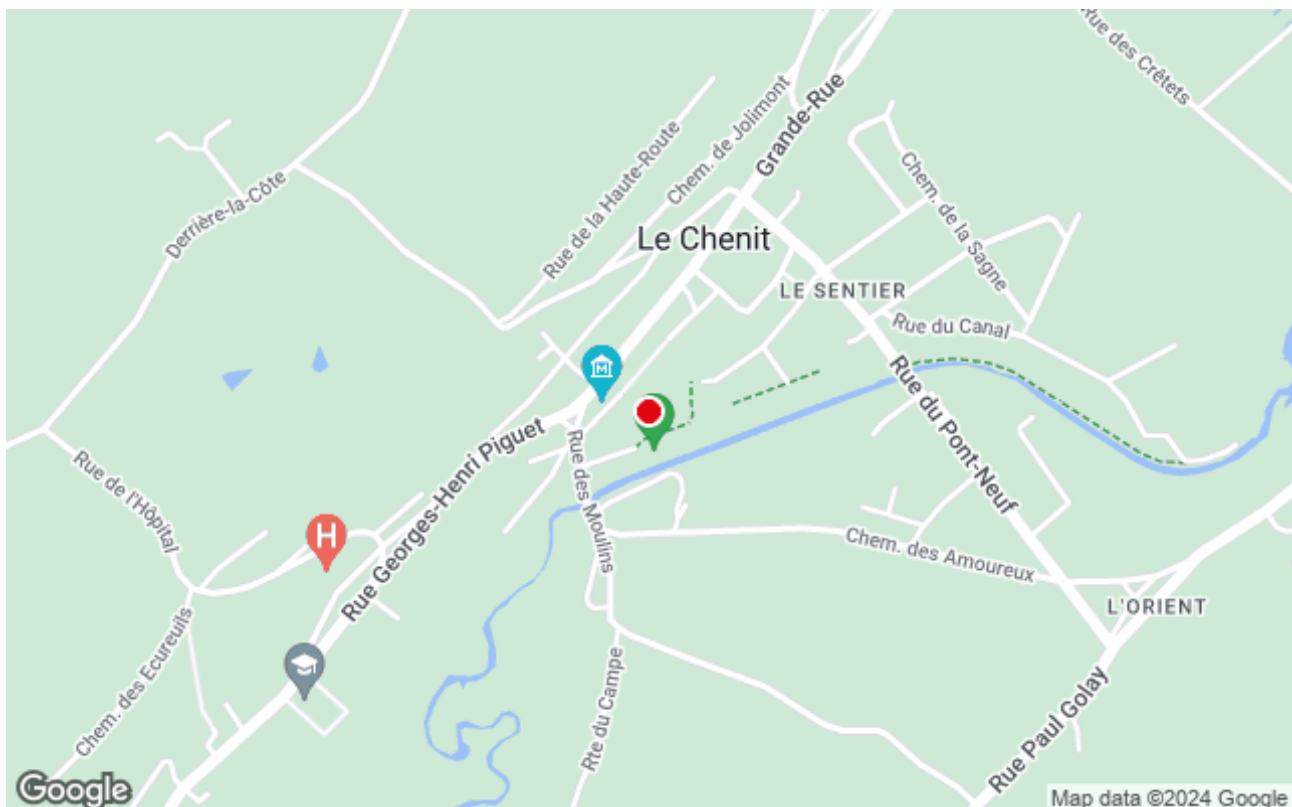 Rue des Crêtets
Chem. de Jolimont
Grande-Rue
Rue de la Haute-Route
Chem. de la Sagne
Derrière-la-Côte
Le Chenit
LE SENTIER
Rue du Canal
M
Rue du Pont-Neuf
Rue Georges-Henri Piguet
Rue des Moulins
Rue de l'Hôpital
H
Chem. des Amoureux
L'ORIENT
Chem. des Ecureuils
Rte du Campe
Rue Paul Golay
Google
Map data ©2024 Google